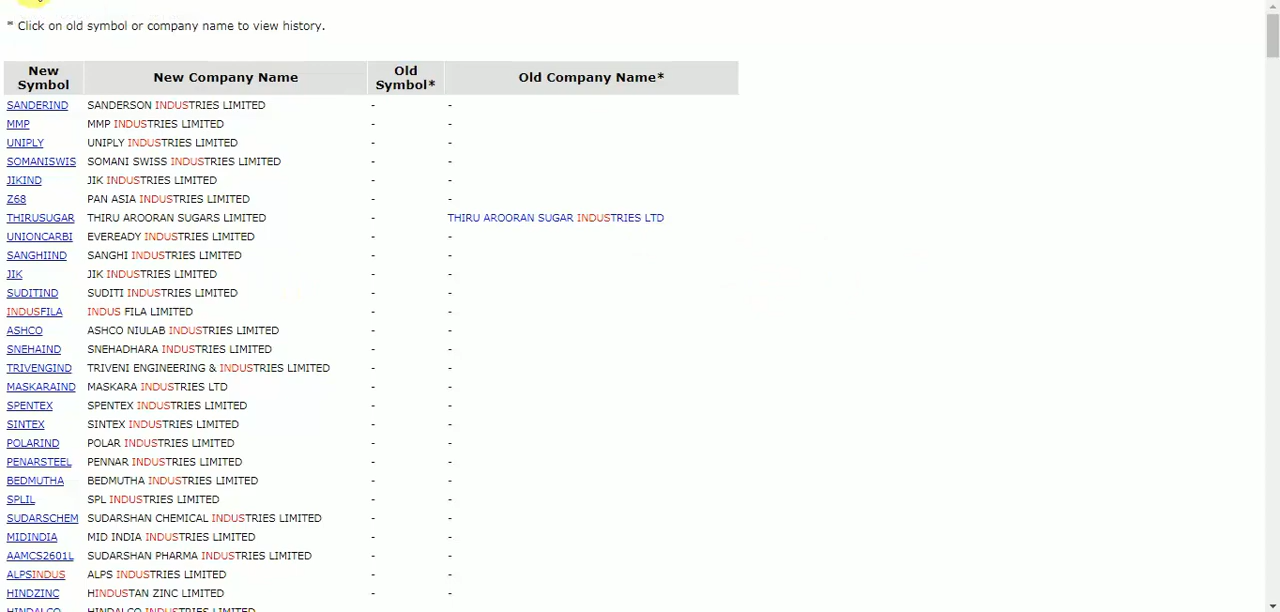 * Click on old symbol or company name to view history.
New Symbol New Company Name Old Symbol* Old Company Name*
SANDERIND SANDERSON INDUSTRIES LIMITED - -
MMP MMP INDUSTRIES LIMITED - -
UNIPLY UNIPLY INDUSTRIES LIMITED - -
SOMANISWIS SOMANI SWISS INDUSTRIES LIMITED - -
JIKIND JIK INDUSTRIES LIMITED - -
Z68 PAN ASIA INDUSTRIES LIMITED - -
THIRUSUGAR THIRU AROORAN SUGARS LIMITED - THIRU AROORAN SUGAR INDUSTRIES LTD
UNIONCARBI EVEREADY INDUSTRIES LIMITED - -
SANGHIIND SANGHI INDUSTRIES LIMITED - -
JIK JIK INDUSTRIES LIMITED - -
SUDITIND SUDITI INDUSTRIES LIMITED - -
INDUSFILA INDUS FILA LIMITED - -
ASHCO ASHCO NIULAB INDUSTRIES LIMITED - -
SNEHAIND SNEHADHARA INDUSTRIES LIMITED - -
TRIVENGIND TRIVENI ENGINEERING & INDUSTRIES LIMITED - -
MASKARAIND MASKARA INDUSTRIES LTD - -
SPENTEX SPENTEX INDUSTRIES LIMITED - -
SINTEX SINTEX INDUSTRIES LIMITED - -
POLARIND POLAR INDUSTRIES LIMITED - -
PENARSTEEL PENNAR INDUSTRIES LIMITED - -
BEDMUTHA BEDMUTHA INDUSTRIES LIMITED - -
SPLIL SPL INDUSTRIES LIMITED - -
SUDARSCHEM SUDARSHAN CHEMICAL INDUSTRIES LIMITED - -
MIDINDIA MID INDIA INDUSTRIES LIMITED - -
AAMCS2601L SUDARSHAN PHARMA INDUSTRIES LIMITED - -
ALPSINDUS ALPS INDUSTRIES LIMITED - -
HINDZINC HINDUSTAN ZINC LIMITED - -
HINDALCO HINDALCO INDUSTRIES LIMITED